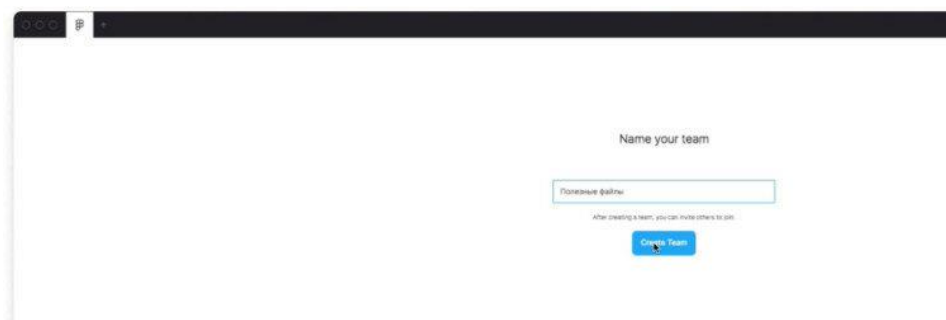 Name your team
Полезные файлы
After creating a team, you can invite others to join.
Create Team